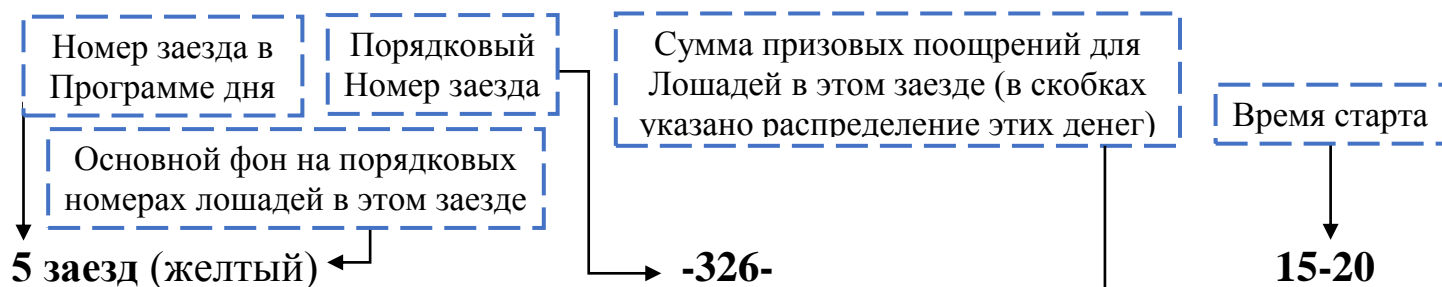 Номер заезда в
Программе дня
Порядковый
Номер заезда
Сумма призовых поощрений для
Лошадей в этом заезде (в скобках
указано распределение этих денег)
Время старта
Основной фон на порядковых
номерах лошадей в этом заезде
5 заезд (желтый)
-326-
15-20